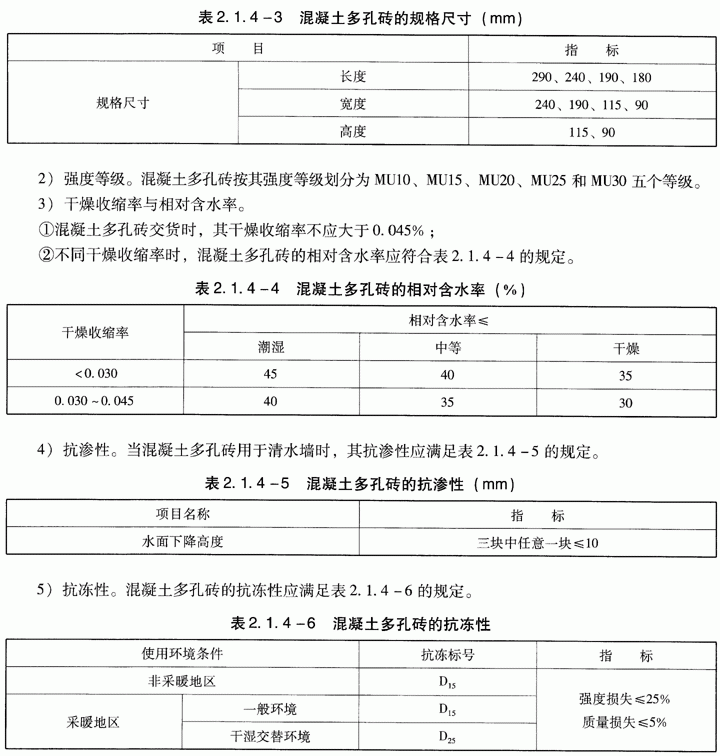 表2.1.4-3 混凝土多孔砖的规格尺寸(mm)
项 目 指 标
规格尺寸 长度 290、240、190、180
宽度 240、190、115、90
高度 115、90
2)强度等级。混凝土多孔砖按其强度等级划分为 MU10、MU15、MU20、MU25 和 MU30 五个等级。
3)干燥收缩率与相对含水率。
①混凝土多孔砖交货时，其干燥收缩率不应大于0.045%；
②不同干燥收缩率时，混凝土多孔砖的相对含水率应符合表2.1.4-4的规定。
表2.1.4-4 混凝土多孔砖的相对含水率(%)
干燥收缩率 相对含水率≤
潮湿 中等 干燥
<0.030 45 40 35
0.030~0.045 40 35 30
4)抗渗性。当混凝土多孔砖用于清水墙时，其抗渗性应满足表2.1.4-5的规定。
表2.1.4-5 混凝土多孔砖的抗渗性(mm)
项目名称 指 标
水面下降高度 三块中任意一块≤10
5)抗冻性。混凝土多孔砖的抗冻性应满足表2.1.4-6的规定。
表2.1.4-6 混凝土多孔砖的抗冻性
使用环境条件 抗冻标号 指 标
非采暖地区 D15 强度损失≤25%
质量损失≤5%
采暖地区 一般环境 D15
干湿交替环境 D25